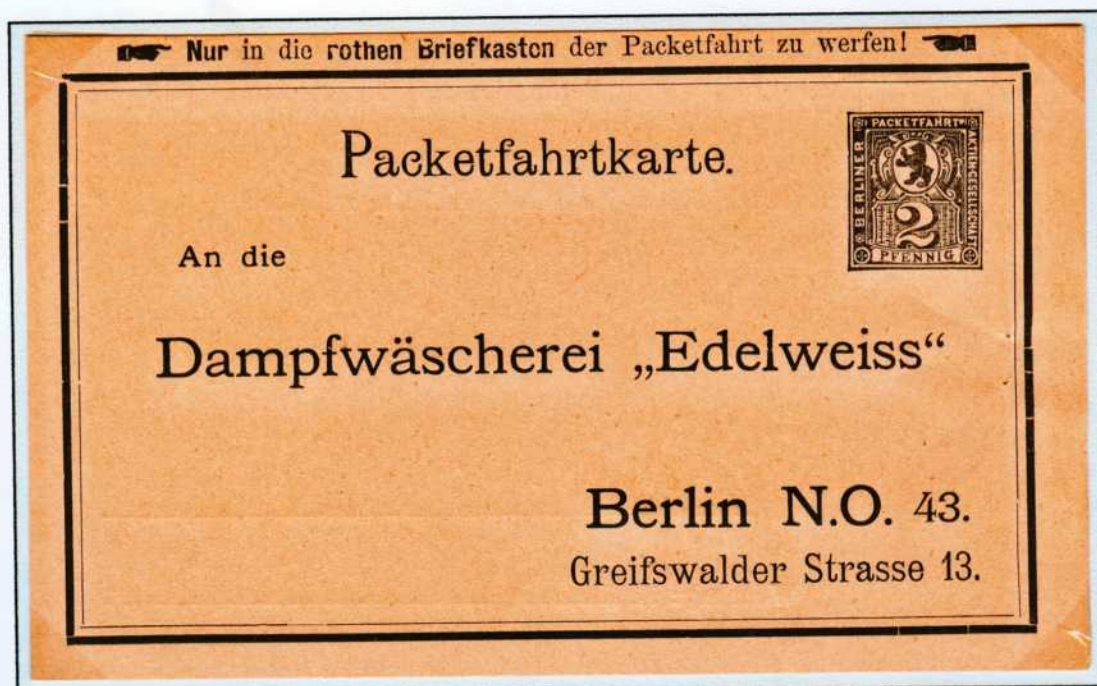 Nur in die rothen Briefkasten der Packetfahrt zu werfen!
Packetfahrtkarte.
BERLINER PACKETFAHRT- AKTIEN-GESELLSCHAFT
2
PFENNIG
An die
Dampfwäscherei „Edelweiss“
Berlin N.O. 43.
Greifswalder Strasse 13.